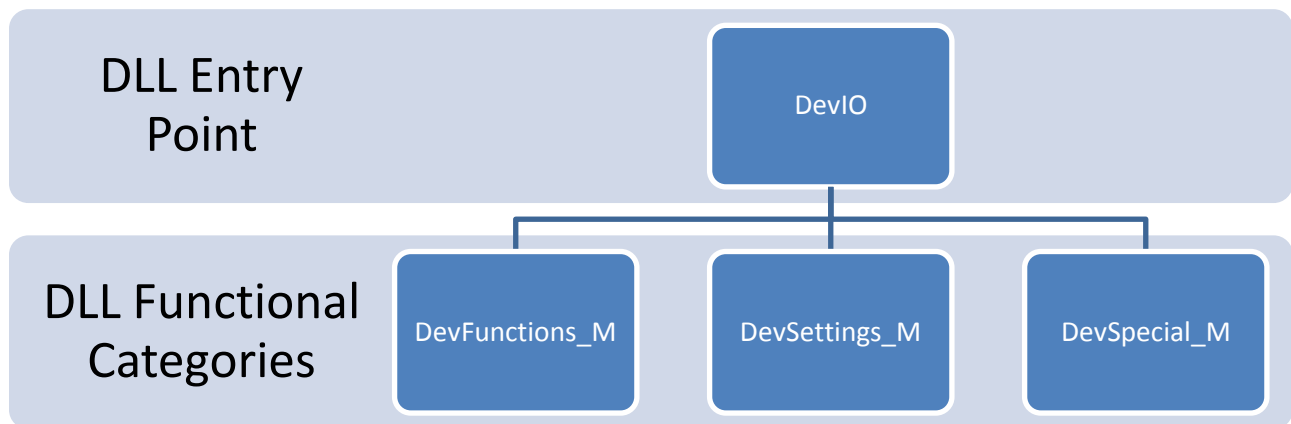 DLL Entry
Point
DevIO
DLL Functional
Categories
DevFunctions_M
DevSettings_M
DevSpecial_M